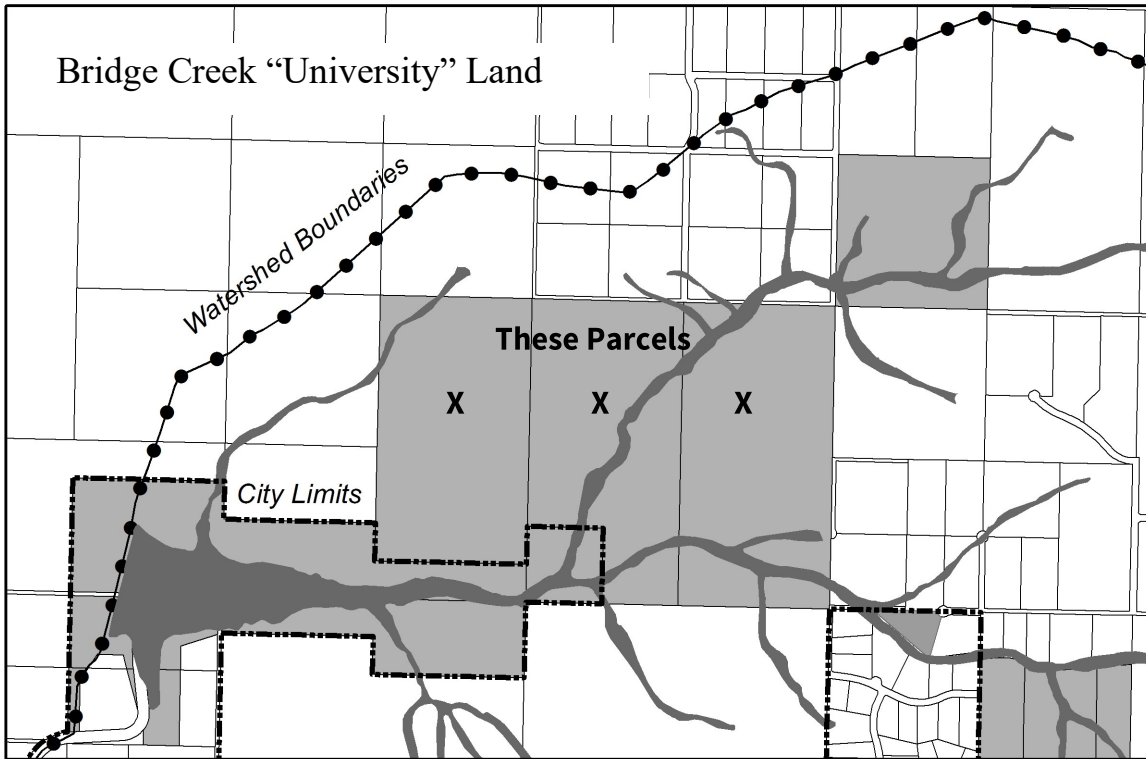 Bridge Creek “University” Land
Watershed Boundaries
These Parcels
X X X
City Limits